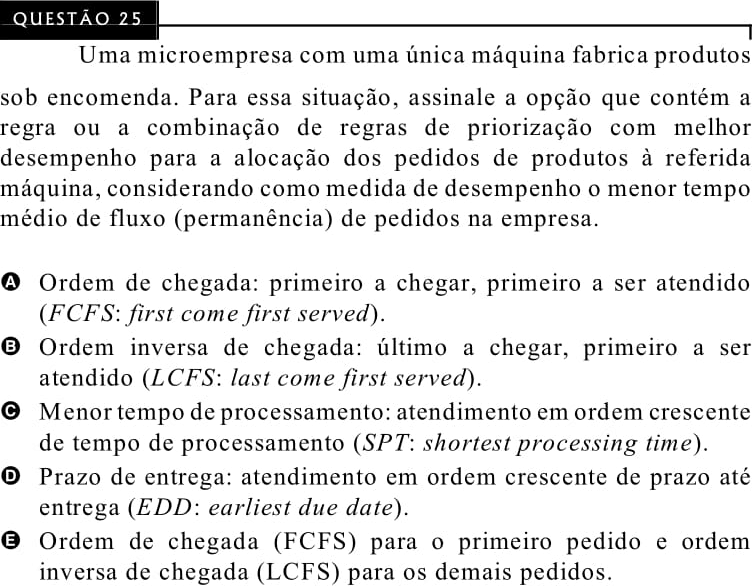 QUESTÃO 25
Uma microempresa com uma única máquina fabrica produtos
sob encomenda. Para essa situação, assinale a opção que contém a
regra ou a combinação de regras de priorização com melhor
desempenho para a alocação dos pedidos de produtos à referida
máquina, considerando como medida de desempenho o menor tempo
médio de fluxo (permanência) de pedidos na empresa.
A Ordem de chegada: primeiro a chegar, primeiro a ser atendido
(FCFS: first come first served).
B Ordem inversa de chegada: último a chegar, primeiro a ser
atendido (LCFS: last come first served).
C Menor tempo de processamento: atendimento em ordem crescente
de tempo de processamento (SPT: shortest processing time).
D Prazo de entrega: atendimento em ordem crescente de prazo até
entrega (EDD: earliest due date).
E Ordem de chegada (FCFS) para o primeiro pedido e ordem
inversa de chegada (LCFS) para os demais pedidos.